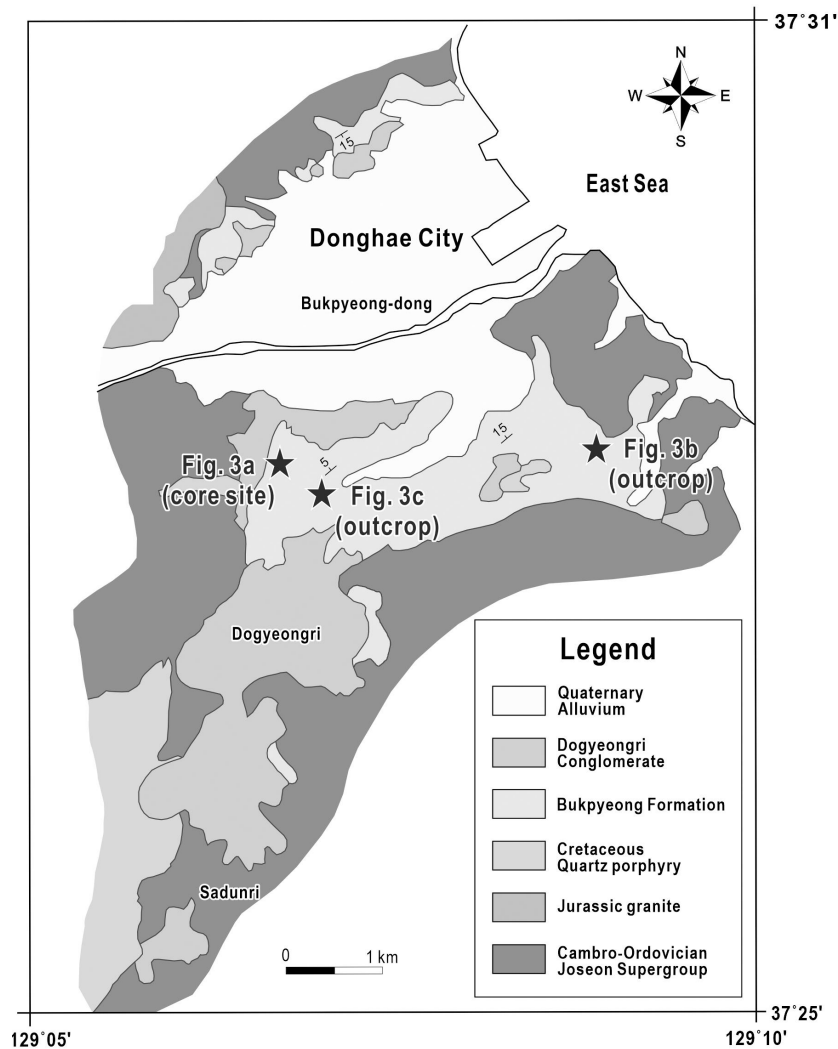 37°31'
N
W E
S
15
East Sea
Donghae City
Bukpyeong-dong
15
Fig. 3a
(core site)
5
Fig. 3c
(outcrop)
Fig. 3b
(outcrop)
Dogyeongri
Legend
Quaternary
Alluvium
Dogyeongri
Conglomerate
Bukpyeong Formation
Cretaceous
Quartz porphyry
Jurassic granite
Cambro-Ordovician
Joseon Supergroup
Sadunri
0 1 km
37°25'
129°05' 129°10'